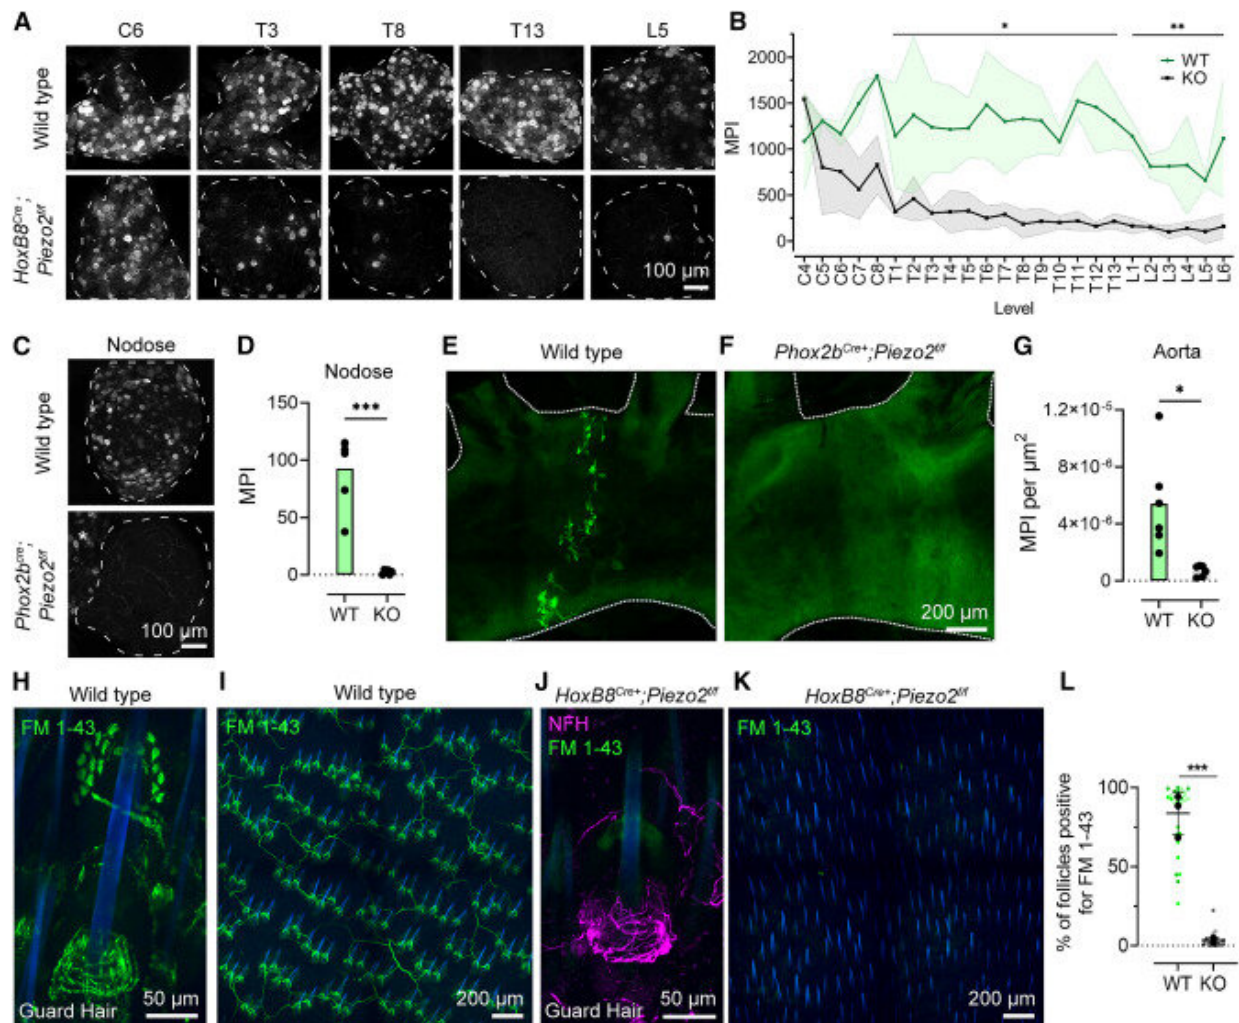 A
C6
T3
T8
T13
L5
Wild type
HoxB8Cre;
Piezo2f/f
100 µm
B
MPI
2000
1500
1000
500
0
*
**
WT
KO
C4
C5
C6
C7
C8
T1
T2
T3
T4
T5
T6
T7
T8
T9
T10
T11
T12
T13
L1
L2
L3
L4
L5
L6
Level
C
Nodose
Wild type
Phox2bcre;
Piezo2f/f
100 µm
D
Nodose
MPI
150
100
50
0
***
WT
KO
E
Wild type
F
Phox2bCre+;Piezo2f/f
200 µm
G
Aorta
MPI per µm2
1.2×10-5
8×10-6
4×10-6
0
*
WT
KO
H
Wild type
FM 1-43
Guard Hair
50 µm
I
Wild type
FM 1-43
200 µm
J
HoxB8Cre+;Piezo2f/f
NFH
FM 1-43
Guard Hair
50 µm
K
HoxB8Cre+;Piezo2f/f
FM 1-43
200 µm
L
% of follicles positive
for FM 1-43
100
50
0
***
WT
KO